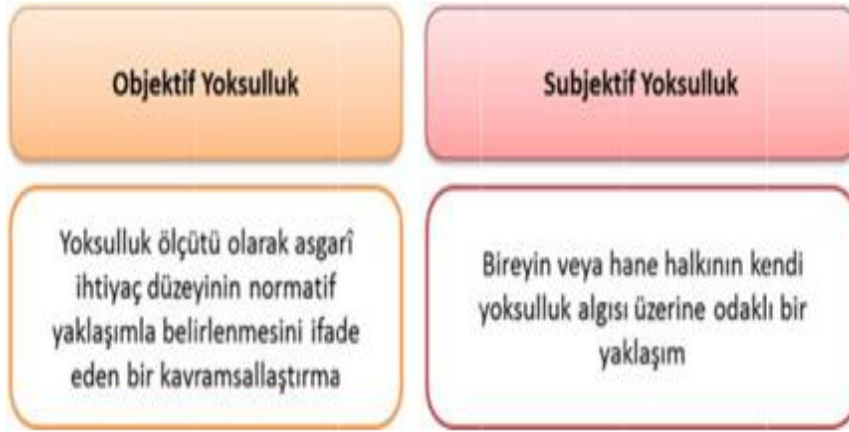 Objektif Yoksulluk
Subjektif Yoksulluk
Yoksulluk ölçütü olarak asgarî
ihtiyaç düzeyinin normatif
yaklaşımla belirlenmesini ifade
eden bir kavramsallaştırma
Bireyin veya hane halkının kendi
yoksulluk algısı üzerine odaklı bir
yaklaşım